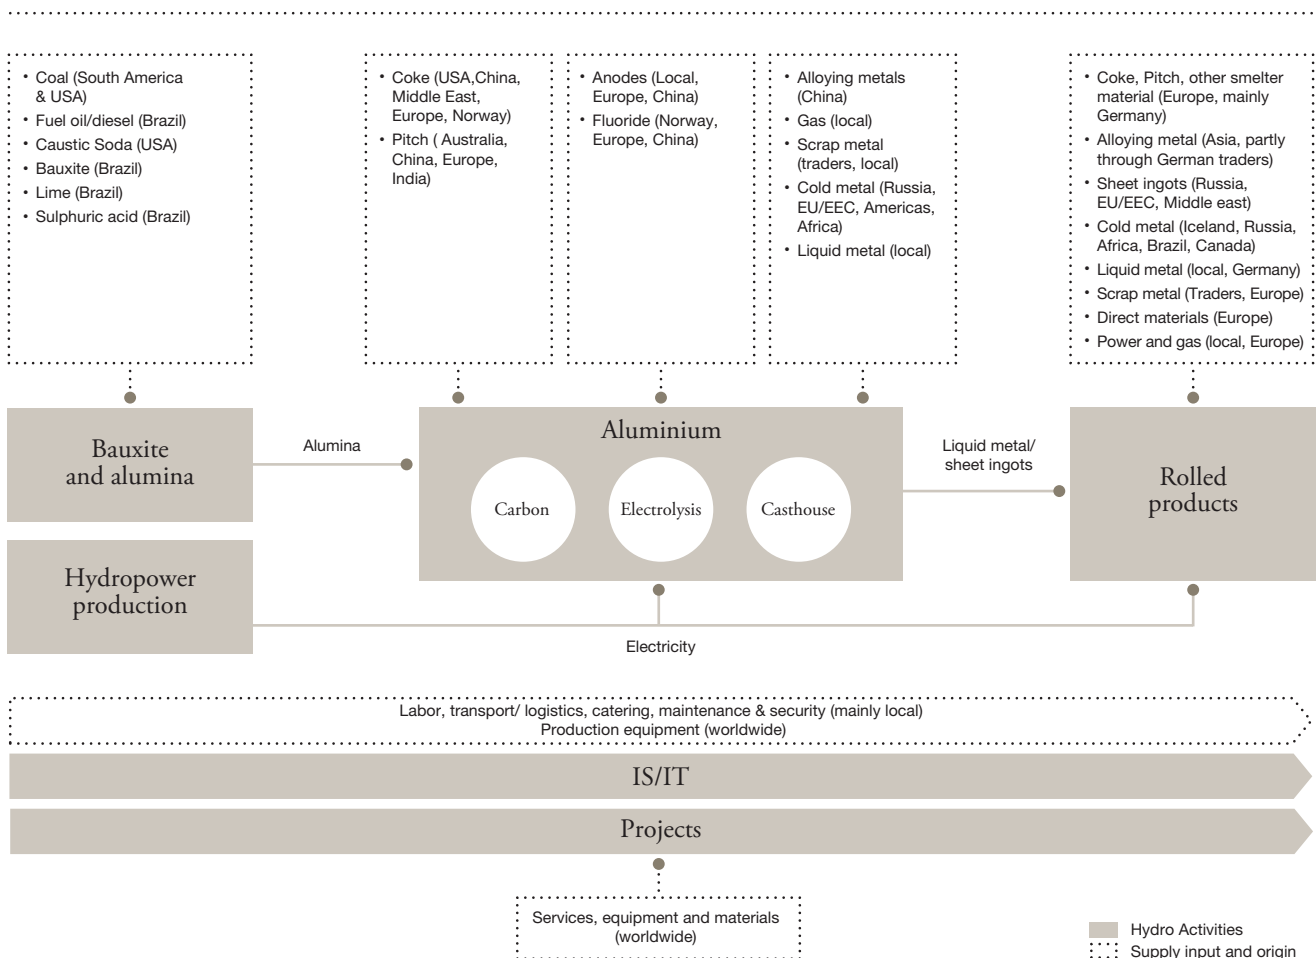 • Coal (South America
& USA)
• Fuel oil/diesel (Brazil)
• Caustic Soda (USA)
• Bauxite (Brazil)
• Lime (Brazil)
• Sulphuric acid (Brazil)
• Coke (USA,China,
Middle East,
Europe, Norway)
• Pitch ( Australia,
China, Europe,
India)
• Anodes (Local,
Europe, China)
• Fluoride (Norway,
Europe, China)
• Alloying metals
(China)
• Gas (local)
• Scrap metal
(traders, local)
• Cold metal (Russia,
EU/EEC, Americas,
Africa)
• Liquid metal (local)
• Coke, Pitch, other smelter
material (Europe, mainly
Germany)
• Alloying metal (Asia, partly
through German traders)
• Sheet ingots (Russia,
EU/EEC, Middle east)
• Cold metal (Iceland, Russia,
Africa, Brazil, Canada)
• Liquid metal (local, Germany)
• Scrap metal (Traders, Europe)
• Direct materials (Europe)
• Power and gas (local, Europe)
Bauxite
and alumina
Alumina
Aluminium
Carbon
Electrolysis
Casthouse
Liquid metal/
sheet ingots
Rolled
products
Hydropower
production
Electricity
Labor, transport/ logistics, catering, maintenance & security (mainly local)
Production equipment (worldwide)
IS/IT
Projects
Services, equipment and materials
(worldwide)
Hydro Activities
Supply input and origin